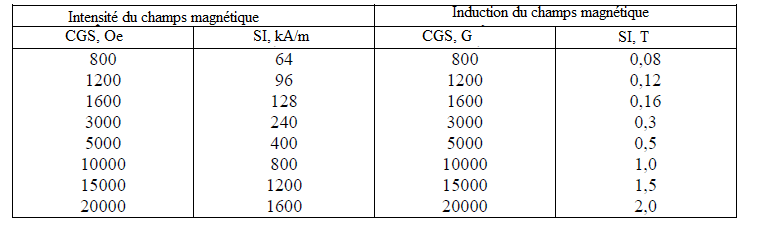 Intensité du champs magnétique Induction du champs magnétique
CGS, Oe SI, kA/m CGS, G SI, T
800 64 800 0,08
1200 96 1200 0,12
1600 128 1600 0,16
3000 240 3000 0,3
5000 400 5000 0,5
10000 800 10000 1,0
15000 1200 15000 1,5
20000 1600 20000 2,0